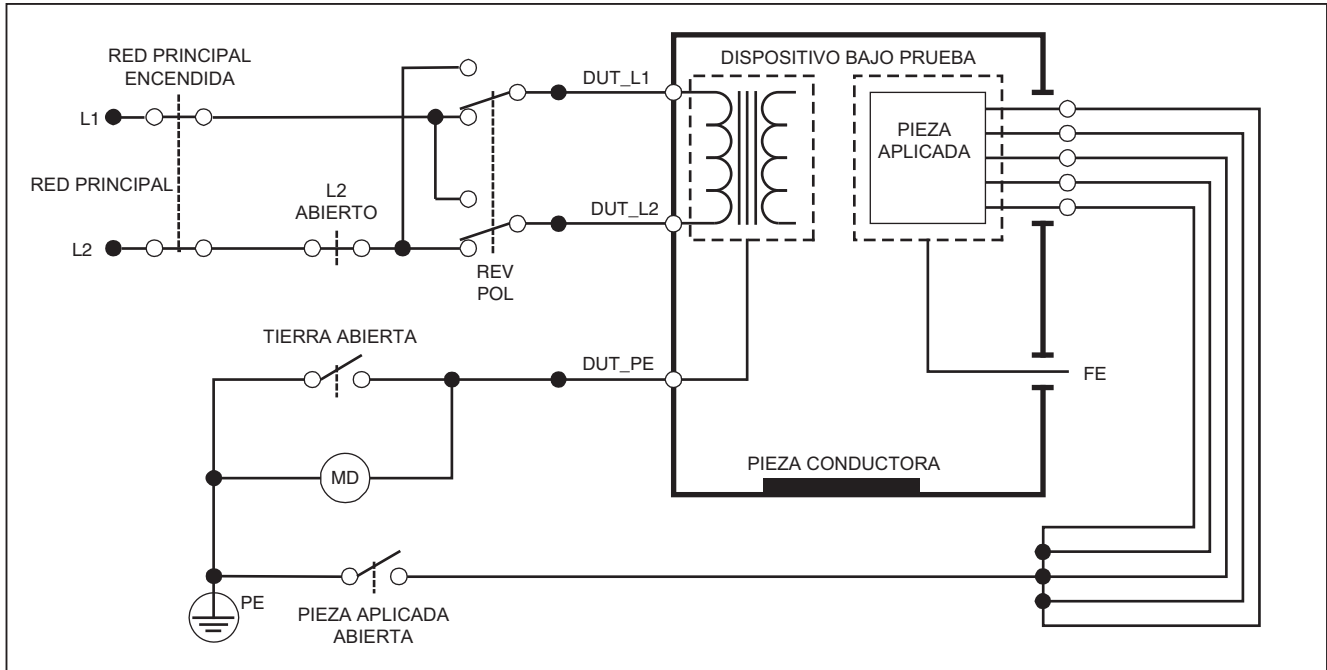 RED PRINCIPAL
ENCENDIDA
DISPOSITIVO BAJO PRUEBA
DUT_L1
L1
PIEZA
APLICADA
RED PRINCIPAL
L2
ABIERTO
DUT_L2
L2
REV
POL
TIERRA ABIERTA
DUT_PE
FE
PIEZA CONDUCTORA
MD
PE
PIEZA APLICADA
ABIERTA